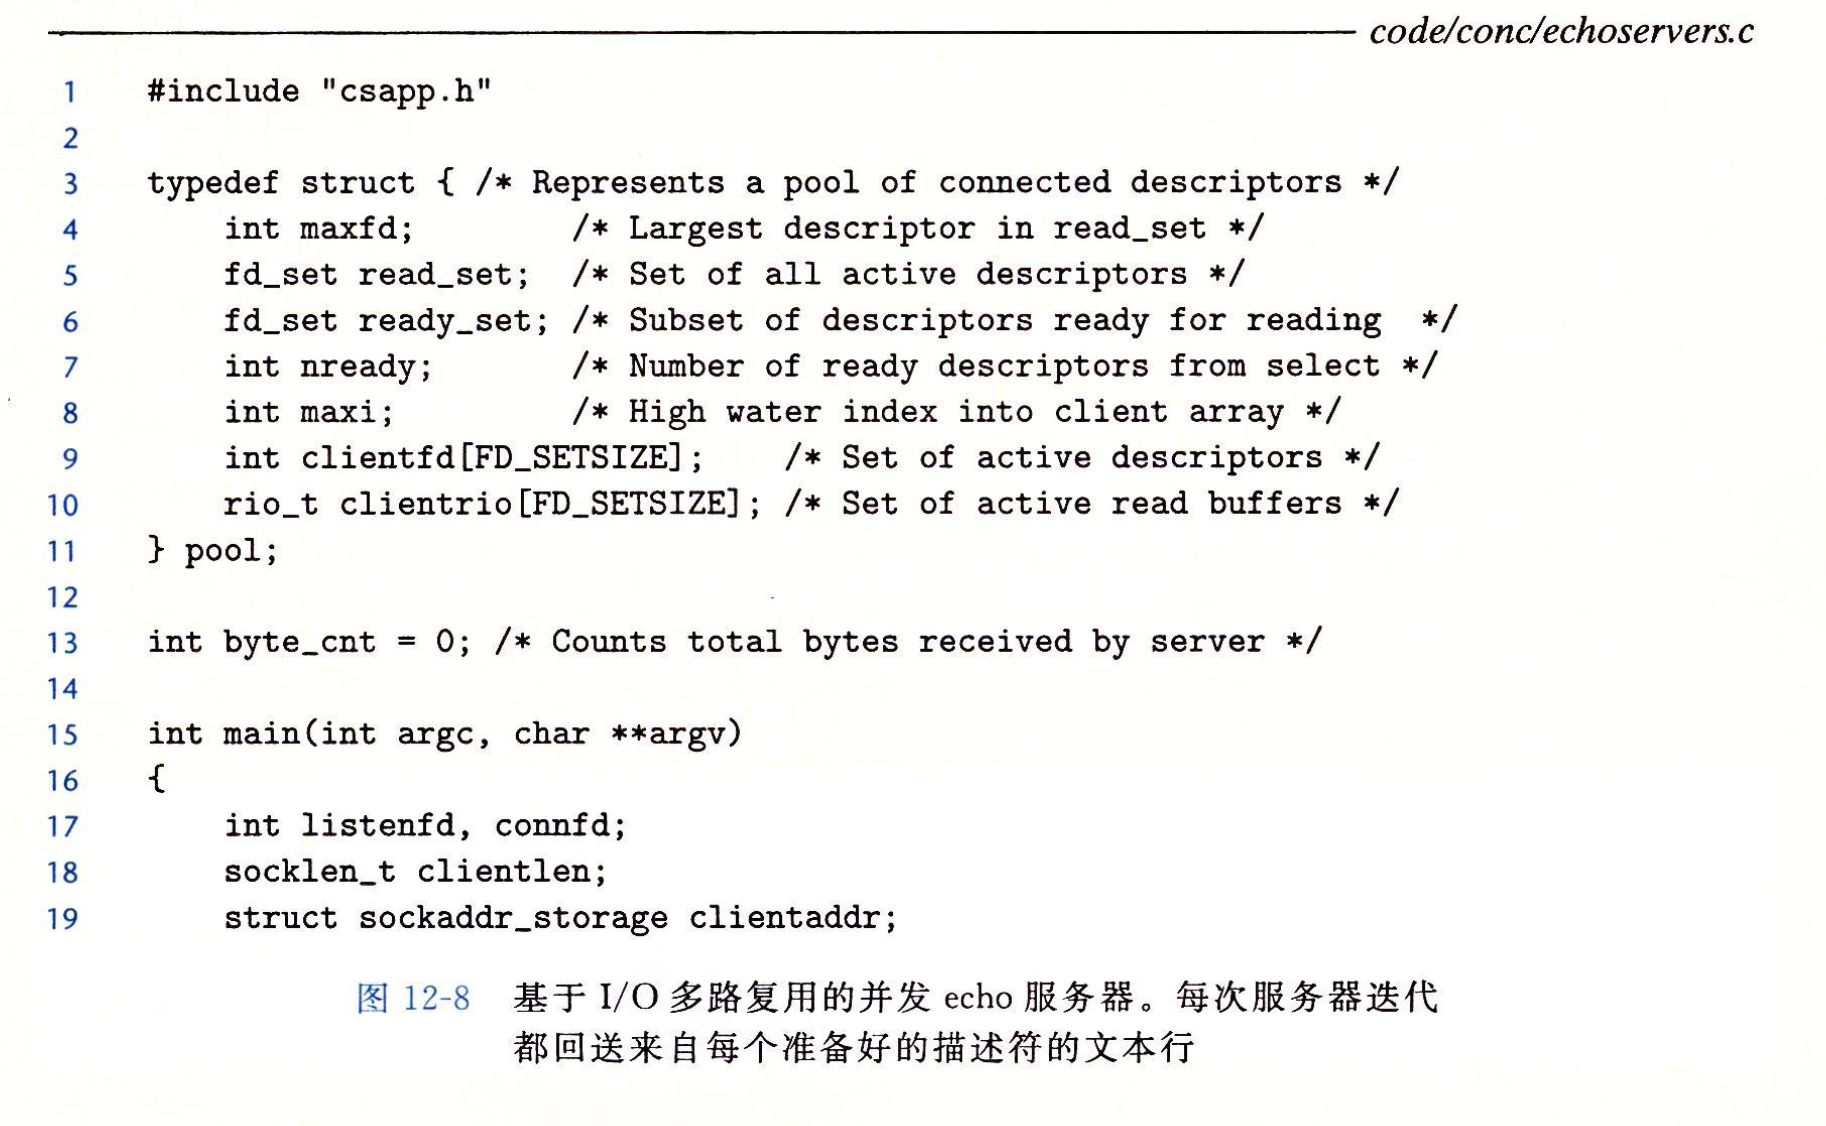 code/conc/echoservers.c
1 #include "csapp.h"
2
3 typedef struct { /* Represents a pool of connected descriptors */
4 int maxfd; /* Largest descriptor in read_set */
5 fd_set read_set; /* Set of all active descriptors */
6 fd_set ready_set; /* Subset of descriptors ready for reading */
7 int nready; /* Number of ready descriptors from select */
8 int maxi; /* High water index into client array */
9 int clientfd[FD_SETSIZE]; /* Set of active descriptors */
10 rio_t clientrio[FD_SETSIZE]; /* Set of active read buffers */
11 } pool;
12
13 int byte_cnt = 0; /* Counts total bytes received by server */
14
15 int main(int argc, char **argv)
16 {
17 int listenfd, connfd;
18 socklen_t clientlen;
19 struct sockaddr_storage clientaddr;
图 12-8 基于 I/O 多路复用的并发 echo 服务器。每次服务器迭代
都回送来自每个准备好的描述符的文本行